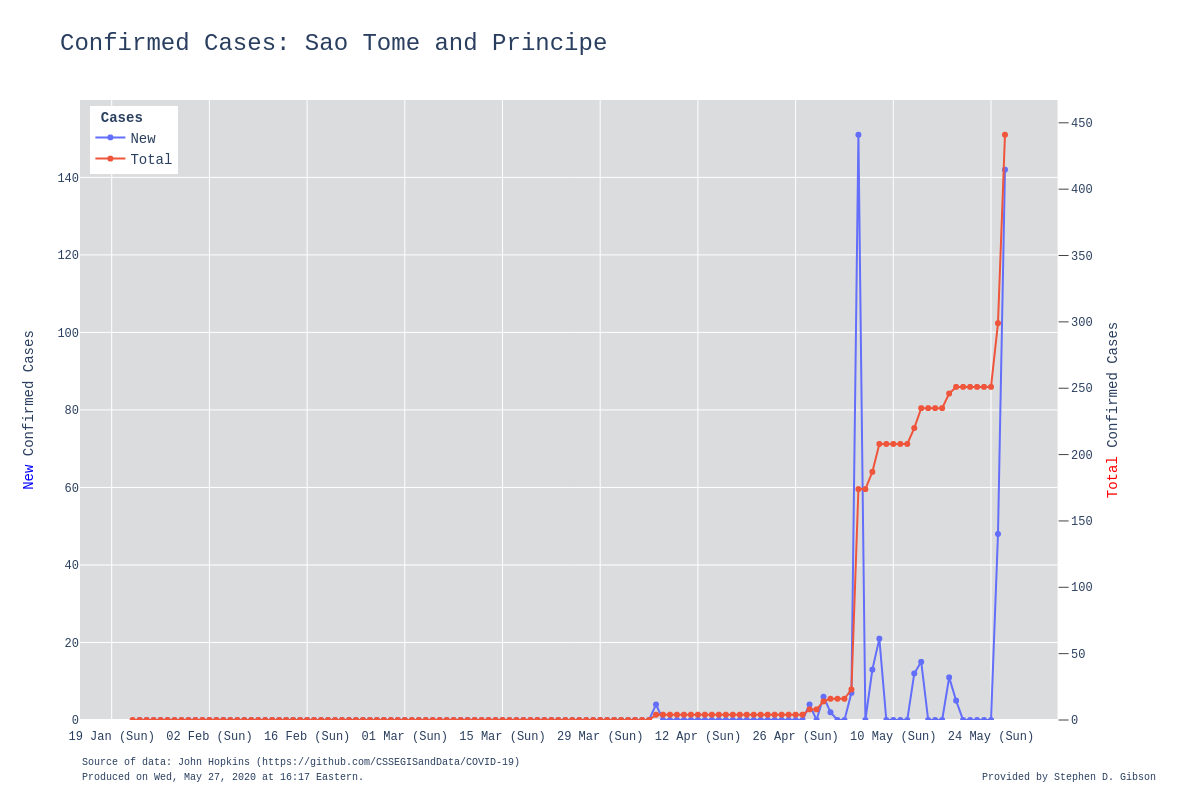 Confirmed Cases: Sao Tome and Principe
Cases
New
Total
140
120
100
80
60
40
20
0
450
400
350
300
250
200
150
100
50
0
New Confirmed Cases
Total Confirmed Cases
19 Jan (Sun) 02 Feb (Sun) 16 Feb (Sun) 01 Mar (Sun) 15 Mar (Sun) 29 Mar (Sun) 12 Apr (Sun) 26 Apr (Sun) 10 May (Sun) 24 May (Sun)
Source of data: John Hopkins (https://github.com/CSSEGISandData/COVID-19)
Produced on Wed, May 27, 2020 at 16:17 Eastern.
Provided by Stephen D. Gibson